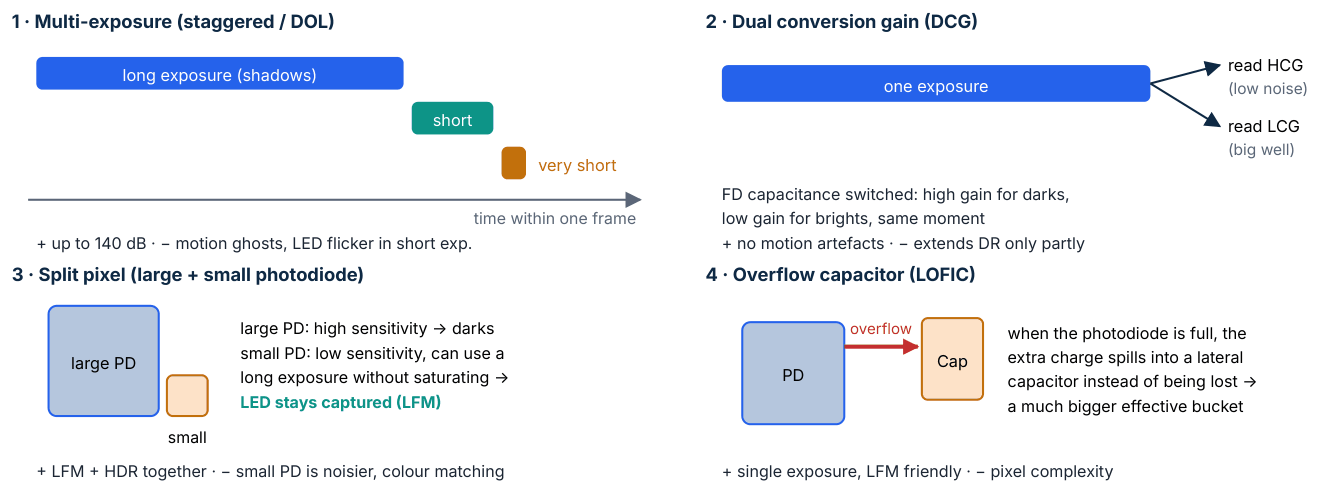 1 · Multi-exposure (staggered / DOL)
long exposure (shadows)
short
very short
time within one frame
+ up to 140 dB · − motion ghosts, LED flicker in short exp.
2 · Dual conversion gain (DCG)
one exposure
read HCG
(low noise)
read LCG
(big well)
FD capacitance switched: high gain for darks,
low gain for brights, same moment
+ no motion artefacts · − extends DR only partly
3 · Split pixel (large + small photodiode)
large PD
small
large PD: high sensitivity → darks
small PD: low sensitivity, can use a
long exposure without saturating →
LED stays captured (LFM)
+ LFM + HDR together · − small PD is noisier, colour matching
4 · Overflow capacitor (LOFIC)
PD
overflow
Cap
when the photodiode is full, the
extra charge spills into a lateral
capacitor instead of being lost →
a much bigger effective bucket
+ single exposure, LFM friendly · − pixel complexity